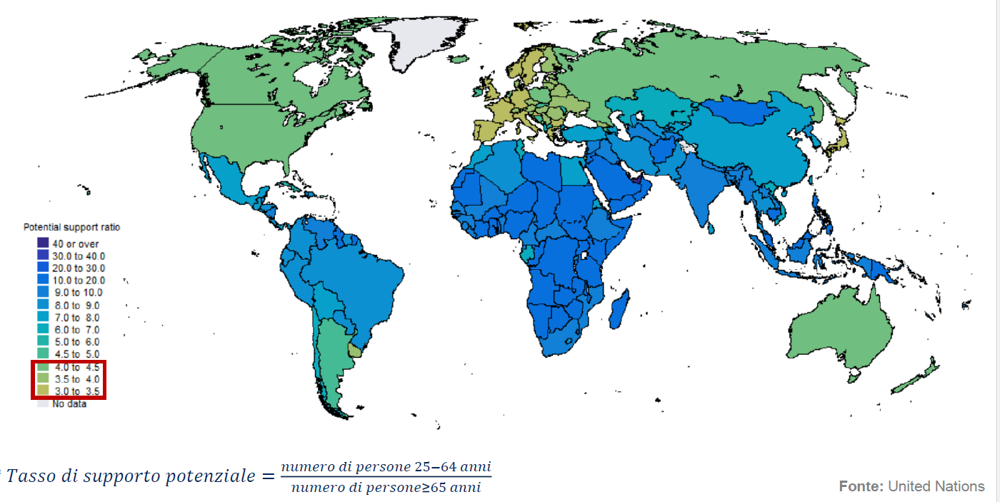 Potential support ratio
40 or over
30.0 to 40.0
20.0 to 30.0
10.0 to 20.0
9.0 to 10.0
8.0 to 9.0
7.0 to 8.0
6.0 to 7.0
5.0 to 6.0
4.5 to 5.0
4.0 to 4.5
3.5 to 4.0
3.0 to 3.5
No data
* Tasso di supporto potenziale = numero di persone 25−64 anni
numero di persone≥65 anni
Fonte: United Nations